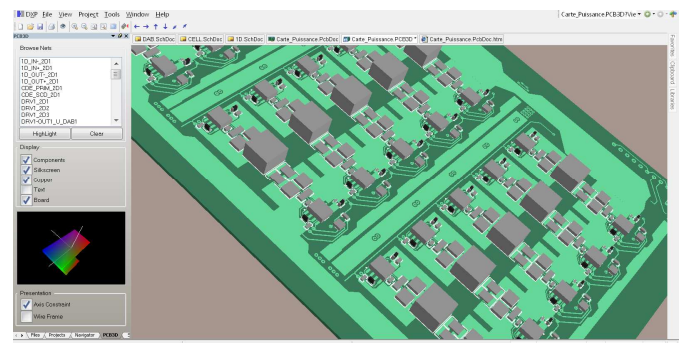 DXP File View Project Tools Window Help
Carte_Puissance.PCB3D?Vie
PCB3D
DAB.SchDoc CELL.SchDoc 1D.SchDoc Carte_Puissance.PcbDoc Carte_Puissance.PCB3D * Carte_Puissance.PcbDoc.htm
Browse Nets:
1D_IN-_2D1
1D_IN+_2D1
1D_OUT-_2D1
1D_OUT+_2D1
CDE_PRIM_2D1
CDE_SCD_2D1
DRV1_2D1
DRV1_2D2
DRV1_2D3
DRV1-OUT1_U_DAB1
HighLight Clear
Display:
Components
Silkscreen
Copper
Text
Board
Presentation:
Axis Constraint
Wire Frame
Files Projects Navigator PCB3D
Favorites
Clipboard
Libraries